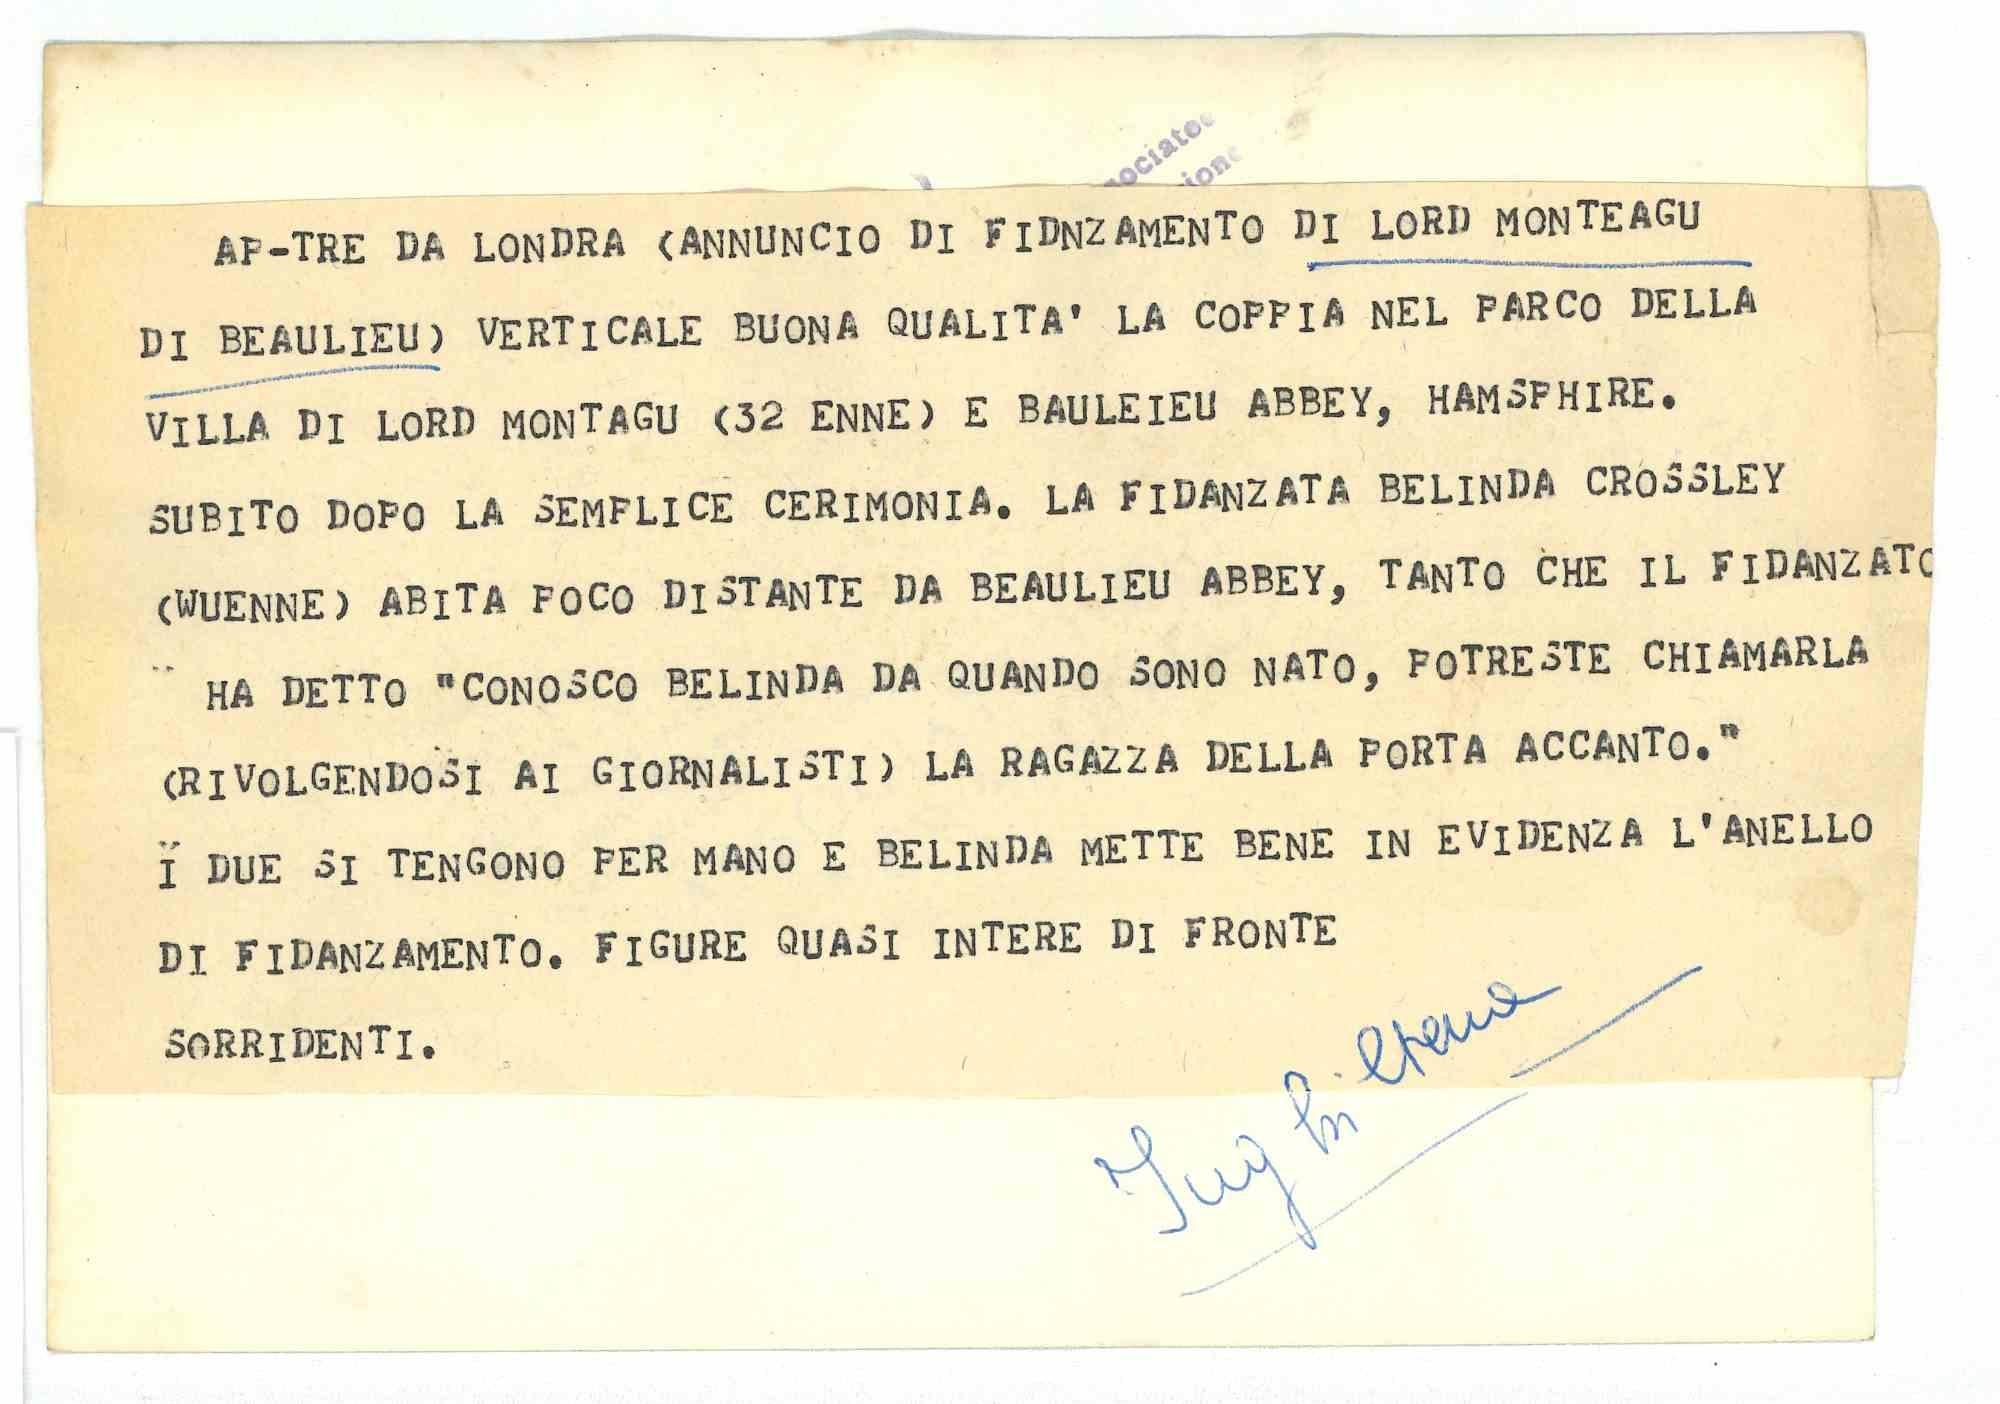 ociated
ione
AP-TRE DA LONDRA (ANNUNCIO DI FIDNZAMENTO DI LORD MONTEAGU
DI BEAULIEU) VERTICALE BUONA QUALITA' LA COPPIA NEL PARCO DELLA
VILLA DI LORD MONTAGU (32 ENNE) E BAULEIEU ABBEY, HAMSPHIRE.
SUBITO DOPO LA SEMPLICE CERIMONIA. LA FIDANZATA BELINDA CROSSLEY
(WUENNE) ABITA POCO DISTANTE DA BEAULIEU ABBEY, TANTO CHE IL FIDANZATO
¨ HA DETTO "CONOSCO BELINDA DA QUANDO SONO NATO, POTRESTE CHIAMARLA
(RIVOLGENDOSI AI GIORNALISTI) LA RAGAZZA DELLA PORTA ACCANTO."
I DUE SI TENGONO PER MANO E BELINDA METTE BENE IN EVIDENZA L'ANELLO
DI FIDANZAMENTO. FIGURE QUASI INTERE DI FRONTE
SORRIDENTI.
Inghilterra